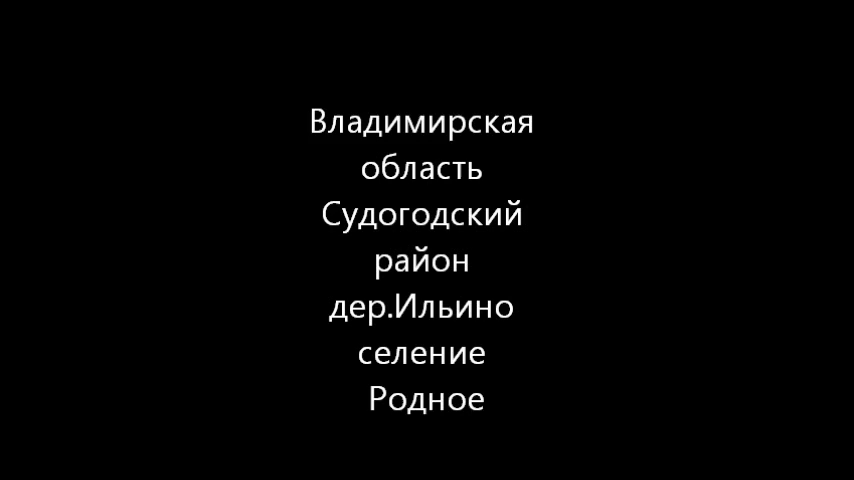 Владимирская
область
Судогодский
район
дер.Ильино
селение
Родное